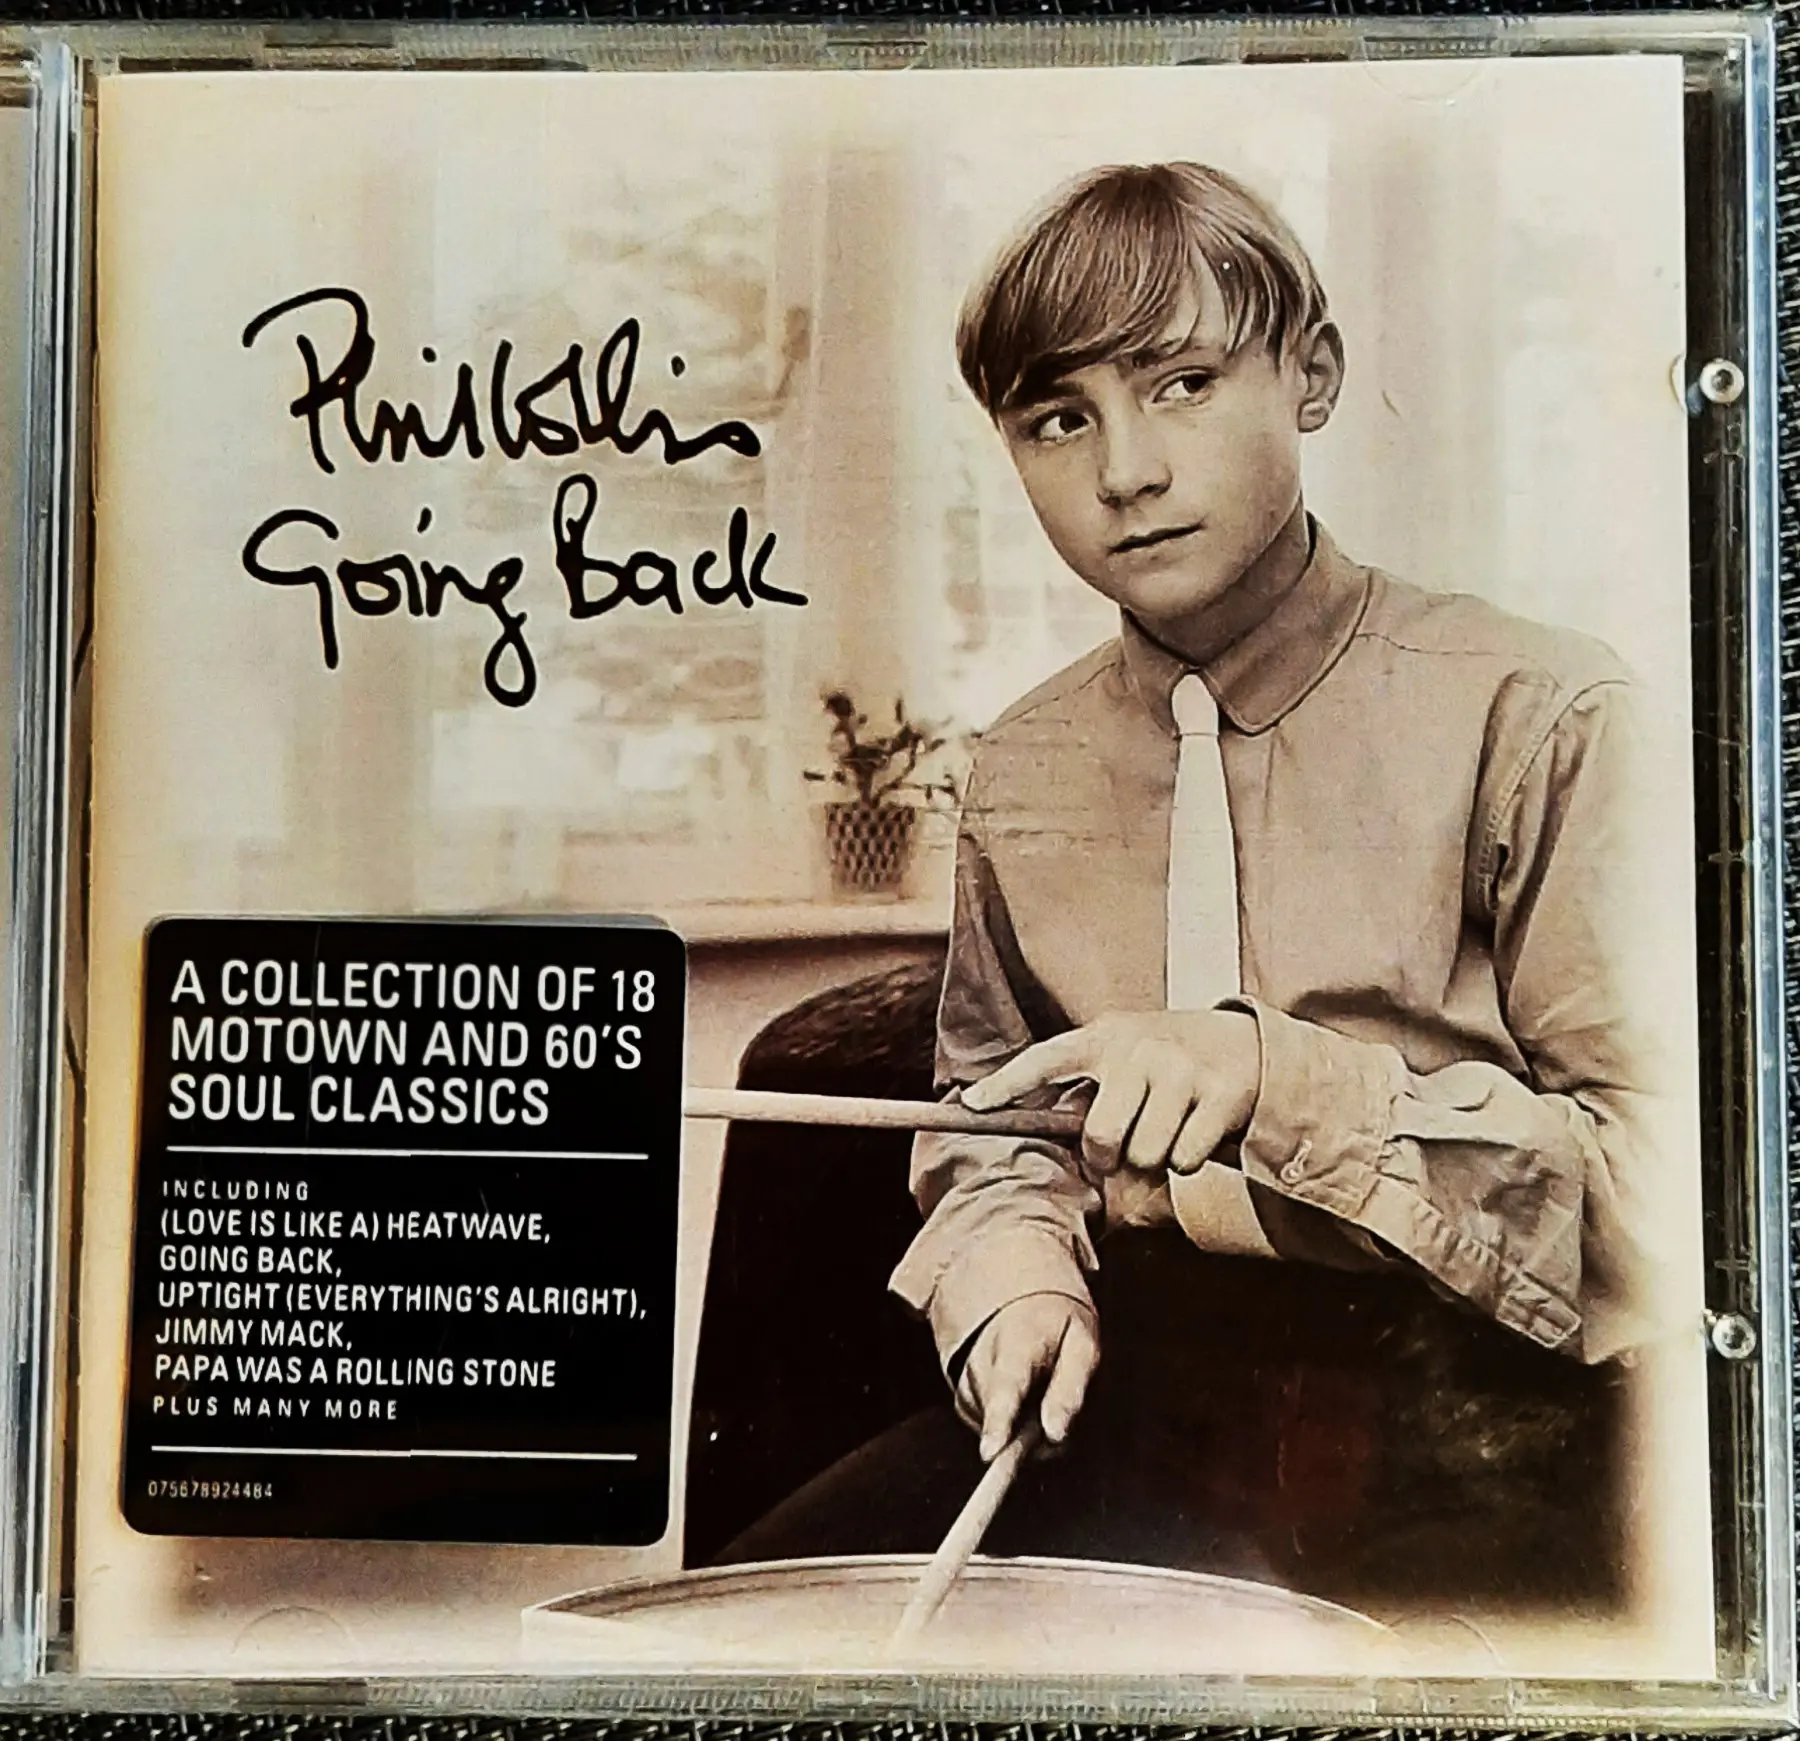 Phil Collins
Going Back
A COLLECTION OF 18
MOTOWN AND 60'S
SOUL CLASSICS
INCLUDING
(LOVE IS LIKE A) HEATWAVE,
GOING BACK,
UPTIGHT (EVERYTHING'S ALRIGHT),
JIMMY MACK,
PAPA WAS A ROLLING STONE
PLUS MANY MORE
075678924484